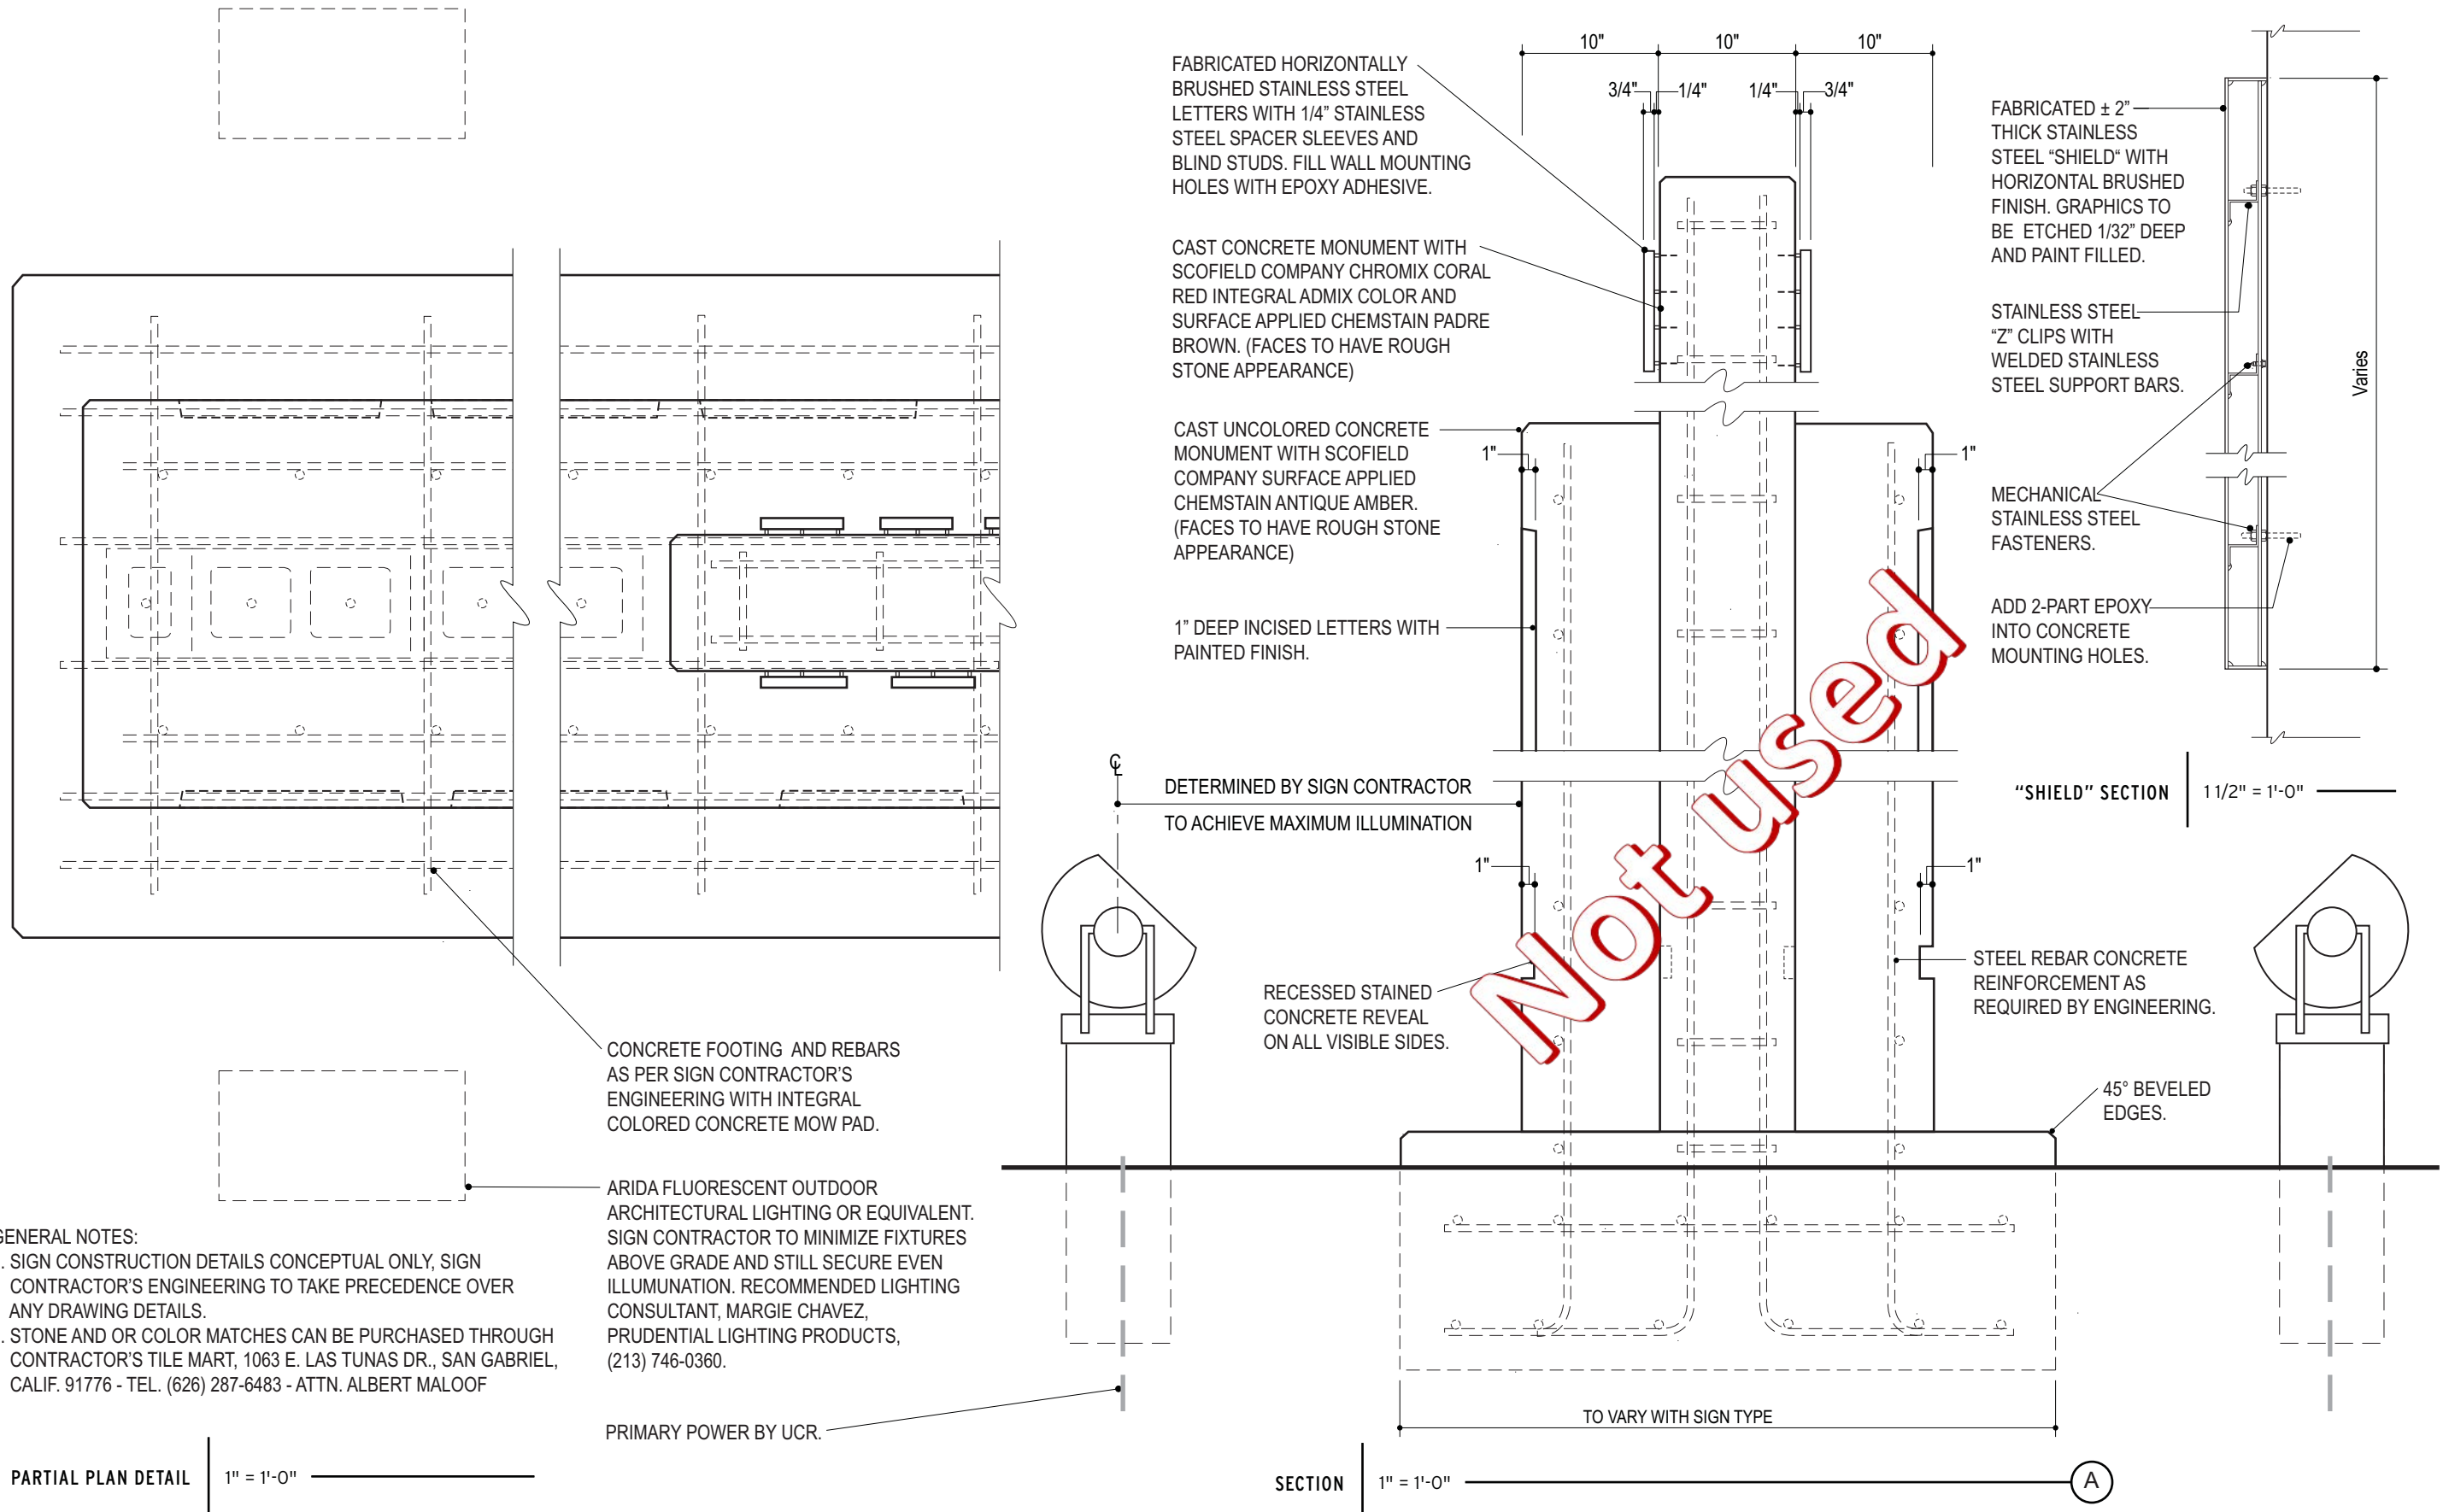 10" 10" 10"
3/4" 1/4" 1/4" 3/4"
FABRICATED HORIZONTALLY
BRUSHED STAINLESS STEEL
LETTERS WITH 1/4” STAINLESS
STEEL SPACER SLEEVES AND
BLIND STUDS. FILL WALL MOUNTING
HOLES WITH EPOXY ADHESIVE.
CAST CONCRETE MONUMENT WITH
SCOFIELD COMPANY CHROMIX CORAL
RED INTEGRAL ADMIX COLOR AND
SURFACE APPLIED CHEMSTAIN PADRE
BROWN. (FACES TO HAVE ROUGH
STONE APPEARANCE)
CAST UNCOLORED CONCRETE
MONUMENT WITH SCOFIELD
COMPANY SURFACE APPLIED
CHEMSTAIN ANTIQUE AMBER.
(FACES TO HAVE ROUGH STONE
APPEARANCE)
1" 1"
1” DEEP INCISED LETTERS WITH
PAINTED FINISH.
FABRICATED ± 2”
THICK STAINLESS
STEEL “SHIELD“ WITH
HORIZONTAL BRUSHED
FINISH. GRAPHICS TO
BE ETCHED 1/32” DEEP
AND PAINT FILLED.
STAINLESS STEEL
“Z” CLIPS WITH
WELDED STAINLESS
STEEL SUPPORT BARS.
Varies
MECHANICAL
STAINLESS STEEL
FASTENERS.
ADD 2-PART EPOXY
INTO CONCRETE
MOUNTING HOLES.
“SHIELD” SECTION 1 1/2" = 1'-0"
Not used
℄
DETERMINED BY SIGN CONTRACTOR
TO ACHIEVE MAXIMUM ILLUMINATION
1" 1"
RECESSED STAINED
CONCRETE REVEAL
ON ALL VISIBLE SIDES.
STEEL REBAR CONCRETE
REINFORCEMENT AS
REQUIRED BY ENGINEERING.
45° BEVELED
EDGES.
CONCRETE FOOTING AND REBARS
AS PER SIGN CONTRACTOR’S
ENGINEERING WITH INTEGRAL
COLORED CONCRETE MOW PAD.
ARIDA FLUORESCENT OUTDOOR
ARCHITECTURAL LIGHTING OR EQUIVALENT.
SIGN CONTRACTOR TO MINIMIZE FIXTURES
ABOVE GRADE AND STILL SECURE EVEN
ILLUMUNATION. RECOMMENDED LIGHTING
CONSULTANT, MARGIE CHAVEZ,
PRUDENTIAL LIGHTING PRODUCTS,
(213) 746-0360.
PRIMARY POWER BY UCR.
GENERAL NOTES:
. SIGN CONSTRUCTION DETAILS CONCEPTUAL ONLY, SIGN
CONTRACTOR’S ENGINEERING TO TAKE PRECEDENCE OVER
ANY DRAWING DETAILS.
. STONE AND OR COLOR MATCHES CAN BE PURCHASED THROUGH
CONTRACTOR’S TILE MART, 1063 E. LAS TUNAS DR., SAN GABRIEL,
CALIF. 91776 - TEL. (626) 287-6483 - ATTN. ALBERT MALOOF
TO VARY WITH SIGN TYPE
PARTIAL PLAN DETAIL 1" = 1'-0"
SECTION 1" = 1'-0" A